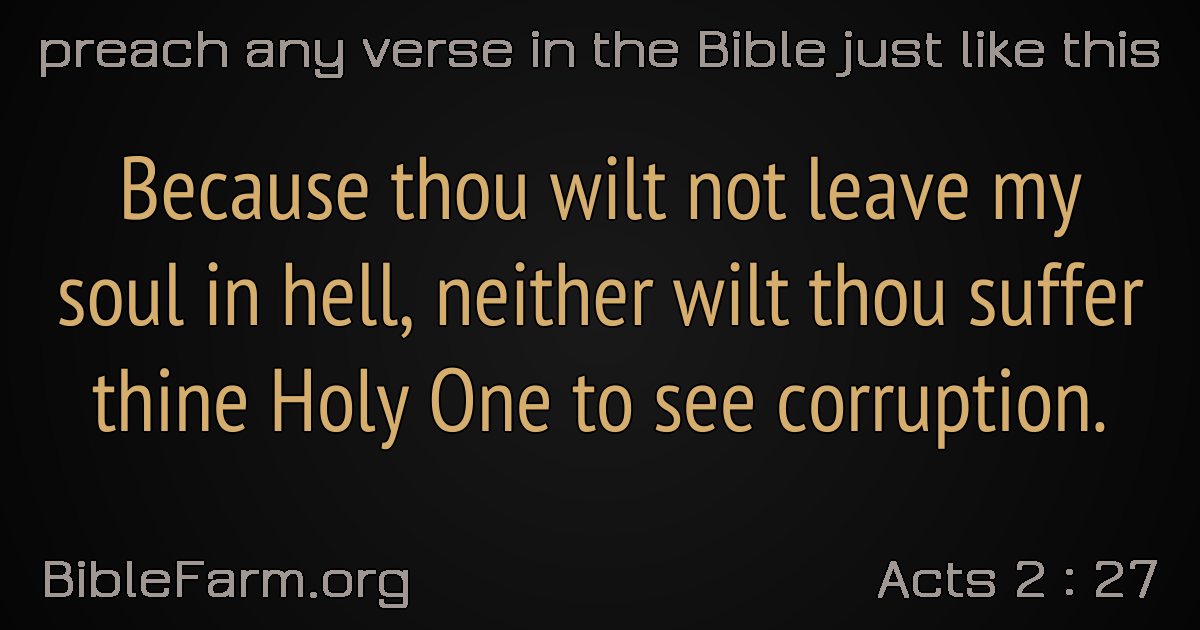 preach any verse in the Bible just like this
Because thou wilt not leave my
soul in hell, neither wilt thou suffer
thine Holy One to see corruption.
BibleFarm.org
Acts 2 : 27